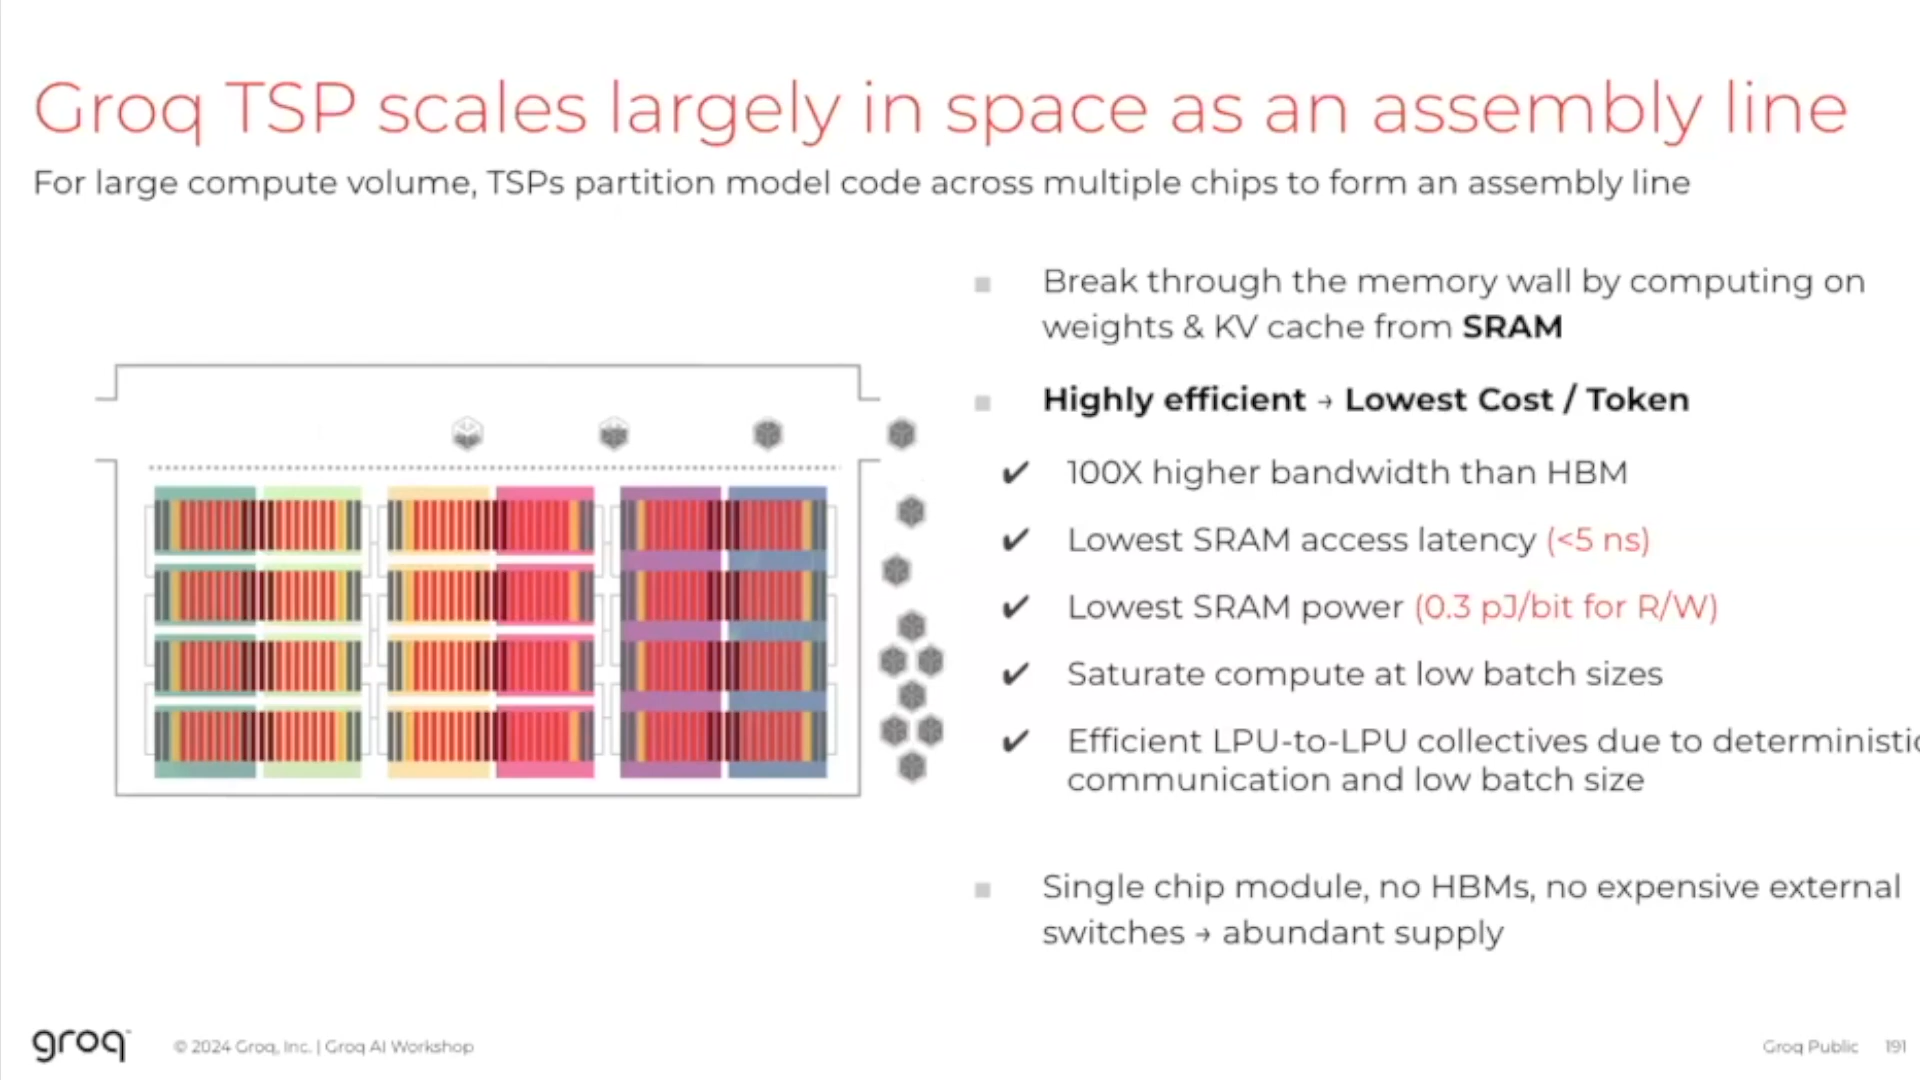 Groq TSP scales largely in space as an assembly line
For large compute volume, TSPs partition model code across multiple chips to form an assembly line
Break through the memory wall by computing on
weights & KV cache from SRAM
Highly efficient → Lowest Cost / Token
✔ 100X higher bandwidth than HBM
✔ Lowest SRAM access latency (<5 ns)
✔ Lowest SRAM power (0.3 pJ/bit for R/W)
✔ Saturate compute at low batch sizes
✔ Efficient LPU-to-LPU collectives due to deterministic
communication and low batch size
Single chip module, no HBMs, no expensive external
switches → abundant supply
groq™
© 2024 Groq, Inc. | Groq AI Workshop
Groq Public 191